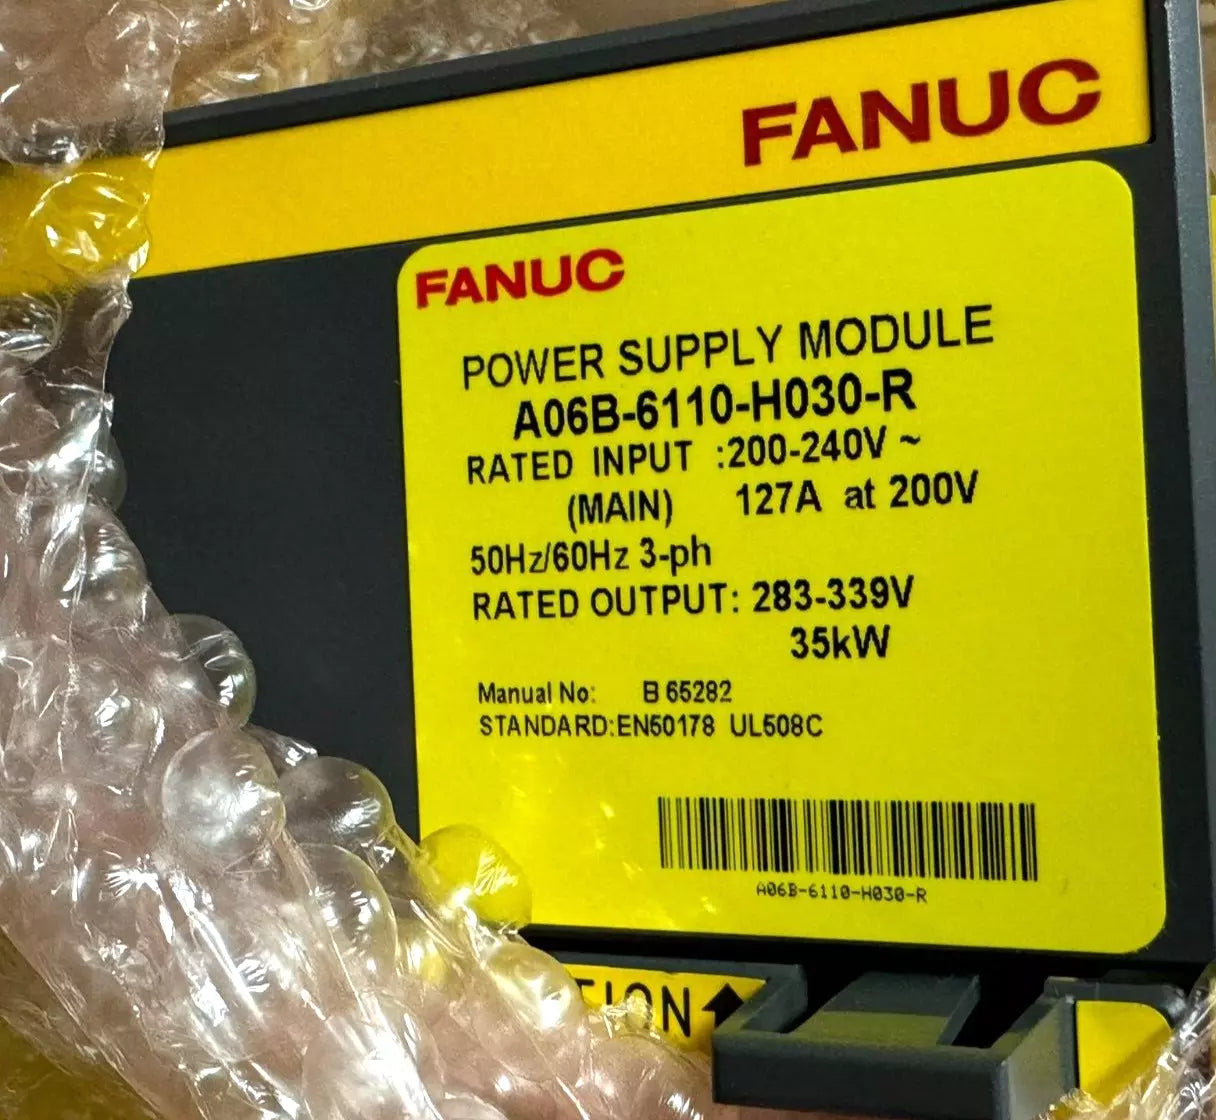 FANUC
FANUC
POWER SUPPLY MODULE
A06B-6110-H030-R
RATED INPUT :200-240V ~
(MAIN) 127A at 200V
50Hz/60Hz 3-ph
RATED OUTPUT: 283-339V
35kW
Manual No: B 65282
STANDARD:EN50178 UL508C
A06B-6110-H030-R